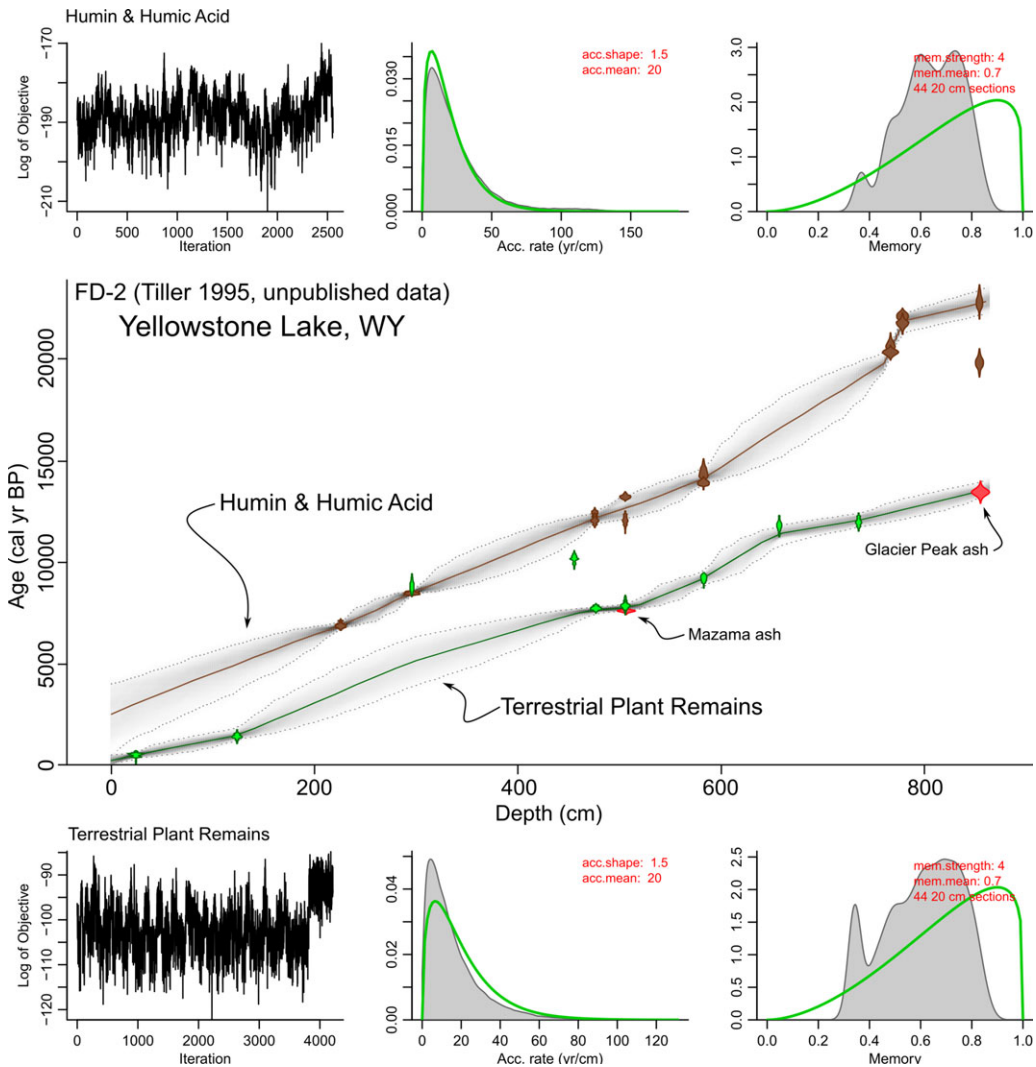 Humin & Humic Acid
Log of Objective
−170
−190
−210
0 500 1000 1500 2000 2500
Iteration
0.030
0.015
0.000
acc.shape: 1.5
acc.mean: 20
0 50 100 150
Acc. rate (yr/cm)
3.0
2.0
1.0
0.0
mem.strength: 4
mem.mean: 0.7
44 20 cm sections
0.0 0.2 0.4 0.6 0.8 1.0
Memory
FD-2 (Tiller 1995, unpublished data)
Yellowstone Lake, WY
Age (cal yr BP)
20000
15000
10000
5000
0
Humin & Humic Acid
Glacier Peak ash
Mazama ash
Terrestrial Plant Remains
0 200 400 600 800
Depth (cm)
Terrestrial Plant Remains
Log of Objective
−90
−100
−110
−120
0 1000 2000 3000 4000
Iteration
0.04
0.02
0.00
acc.shape: 1.5
acc.mean: 20
0 20 40 60 80 100 120
Acc. rate (yr/cm)
2.5
2.0
1.5
1.0
0.5
0.0
mem.strength: 4
mem.mean: 0.7
44 20 cm sections
0.0 0.2 0.4 0.6 0.8 1.0
Memory